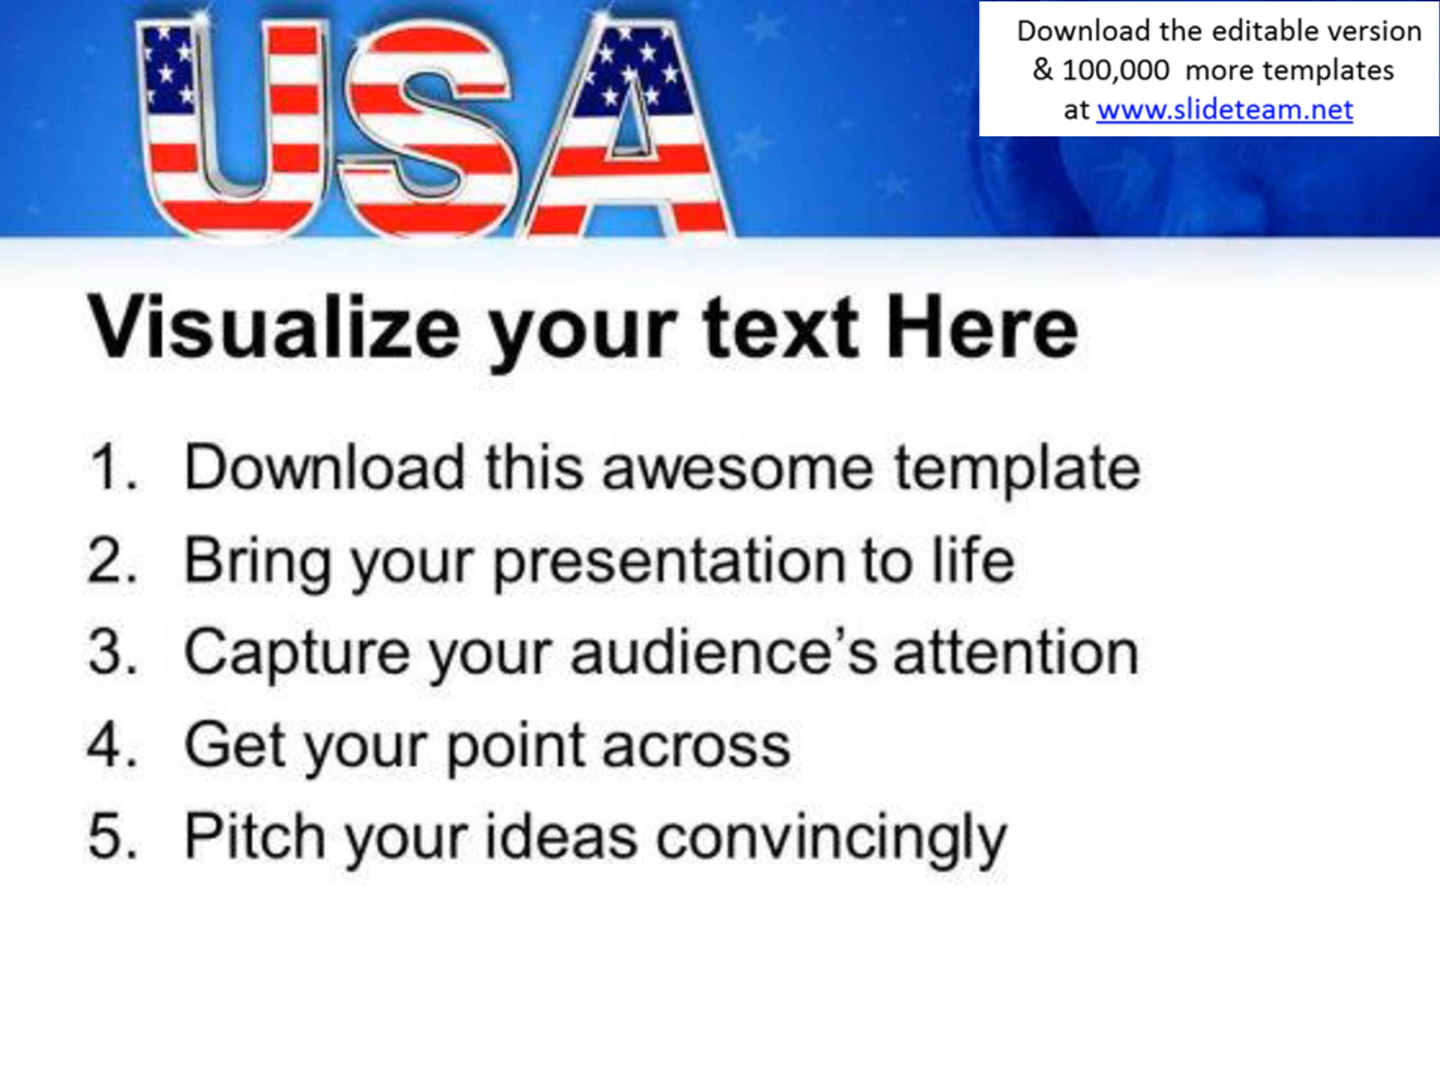 USA
Download the editable version
& 100,000 more templates
at www.slideteam.net
Visualize your text Here
1. Download this awesome template
2. Bring your presentation to life
3. Capture your audience’s attention
4. Get your point across
5. Pitch your ideas convincingly